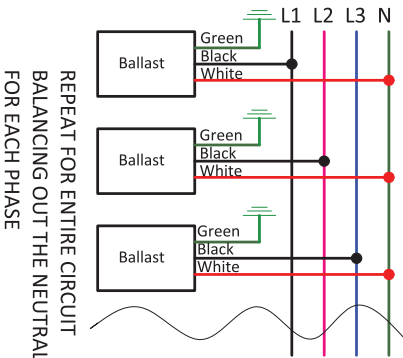 L1 L2 L3 N
Green
Ballast
Black
White
Green
Ballast
Black
White
Green
Ballast
Black
White
REPEAT FOR ENTIRE CIRCUIT
BALANCING OUT THE NEUTRAL
FOR EACH PHASE